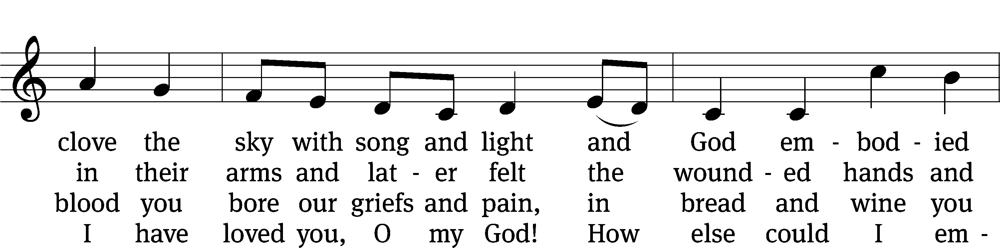 clove the sky with song and light and God em - bod - ied
in their arms and lat - er felt the wound - ed hands and
blood you bore our griefs and pain, in bread and wine you
I have loved you, O my God! How else could I em -